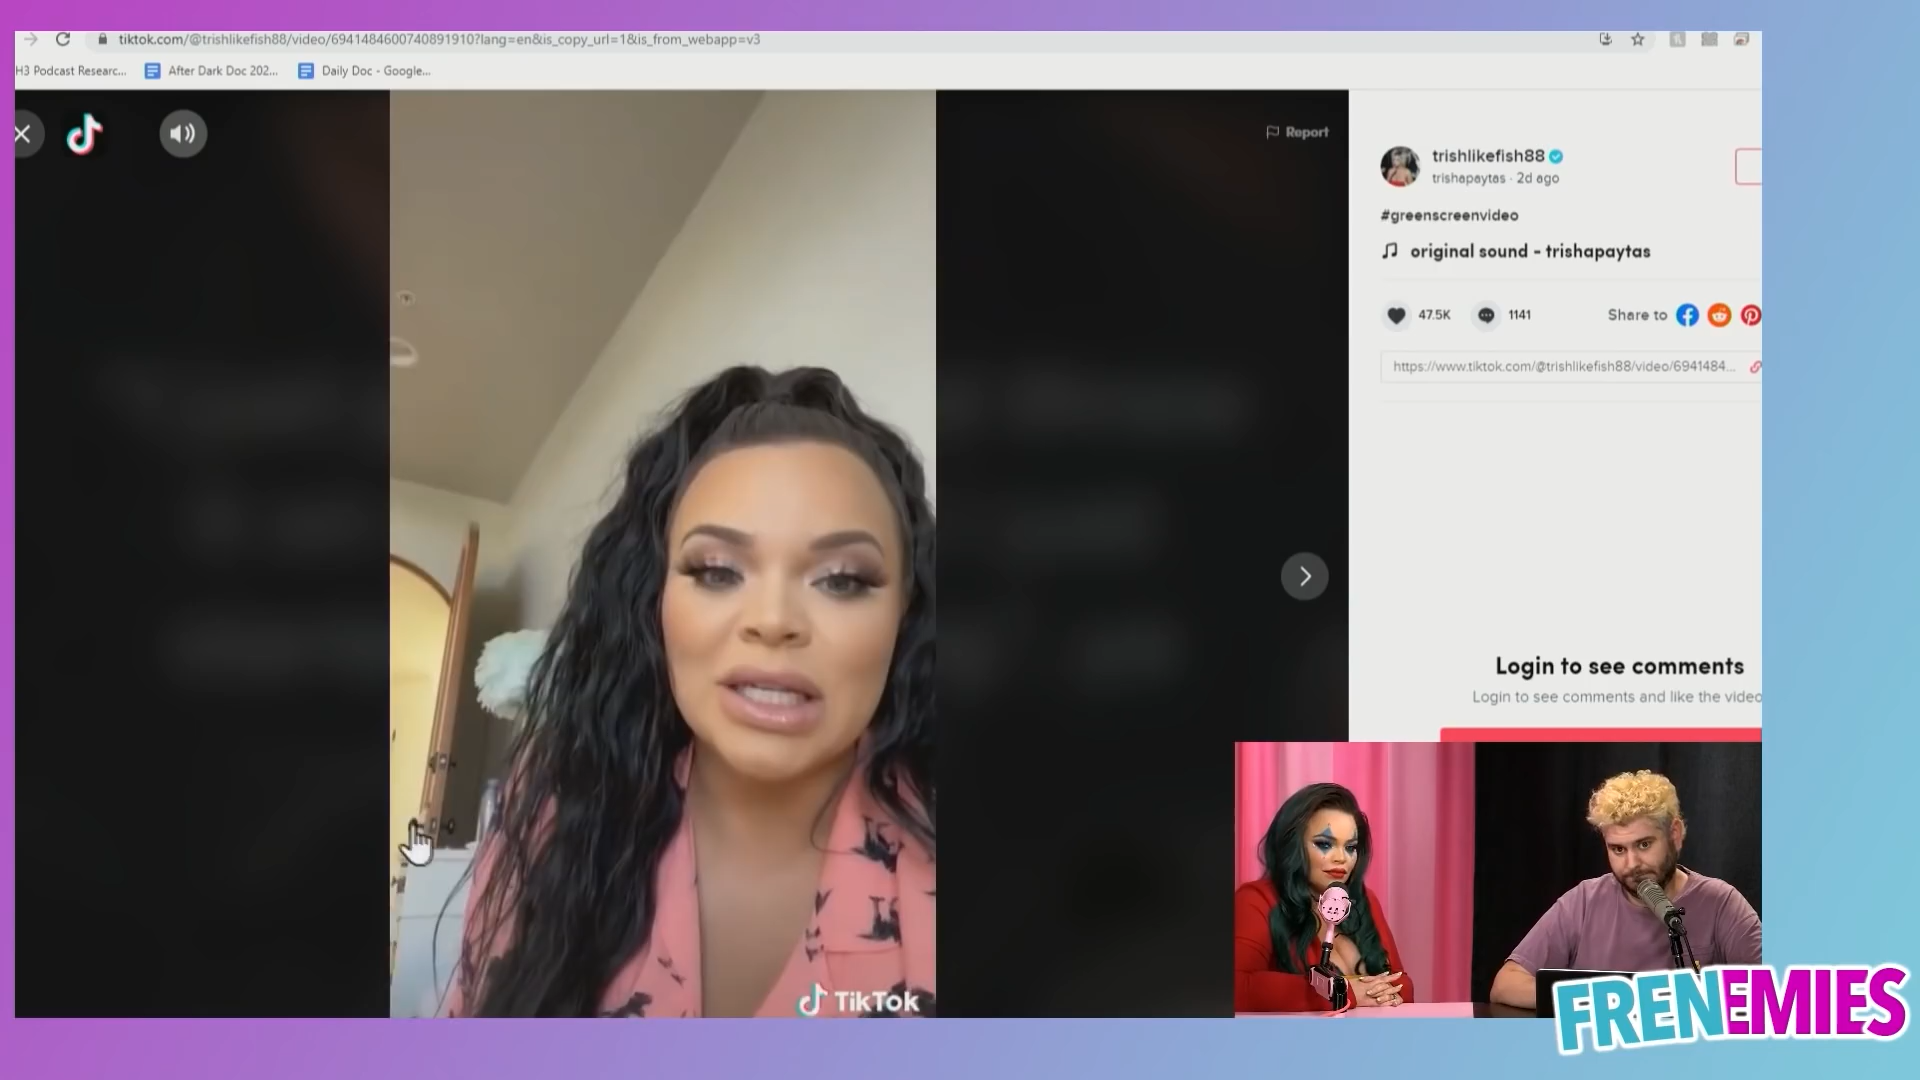 tiktok.com/@trishlikefish88/video/6941484600740891910?lang=en&is_copy_url=1&is_from_webapp=v3
H3 Podcast Researc...
After Dark Doc 202...
Daily Doc - Google...
Report
trishlikefish88
trishapaytas · 2d ago
#greenscreenvideo
original sound - trishapaytas
47.5K
1141
Share to
https://www.tiktok.com/@trishlikefish88/video/6941484...
Login to see comments
Login to see comments and like the video
TikTok
FRENEMIES